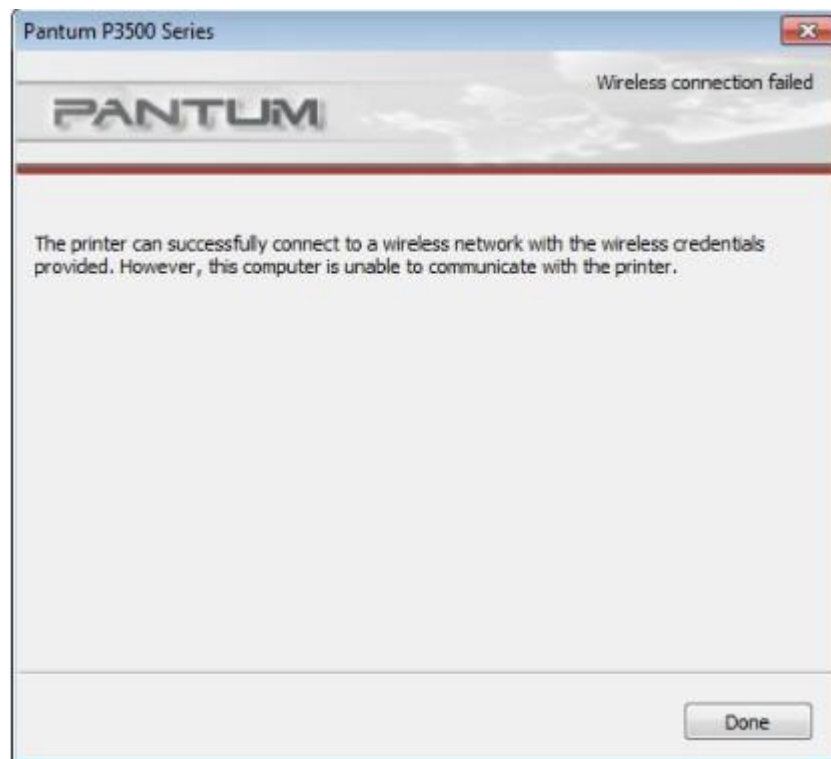 Pantum P3500 Series
Wireless connection failed
PANTUM
The printer can successfully connect to a wireless network with the wireless credentials
provided. However, this computer is unable to communicate with the printer.
Done